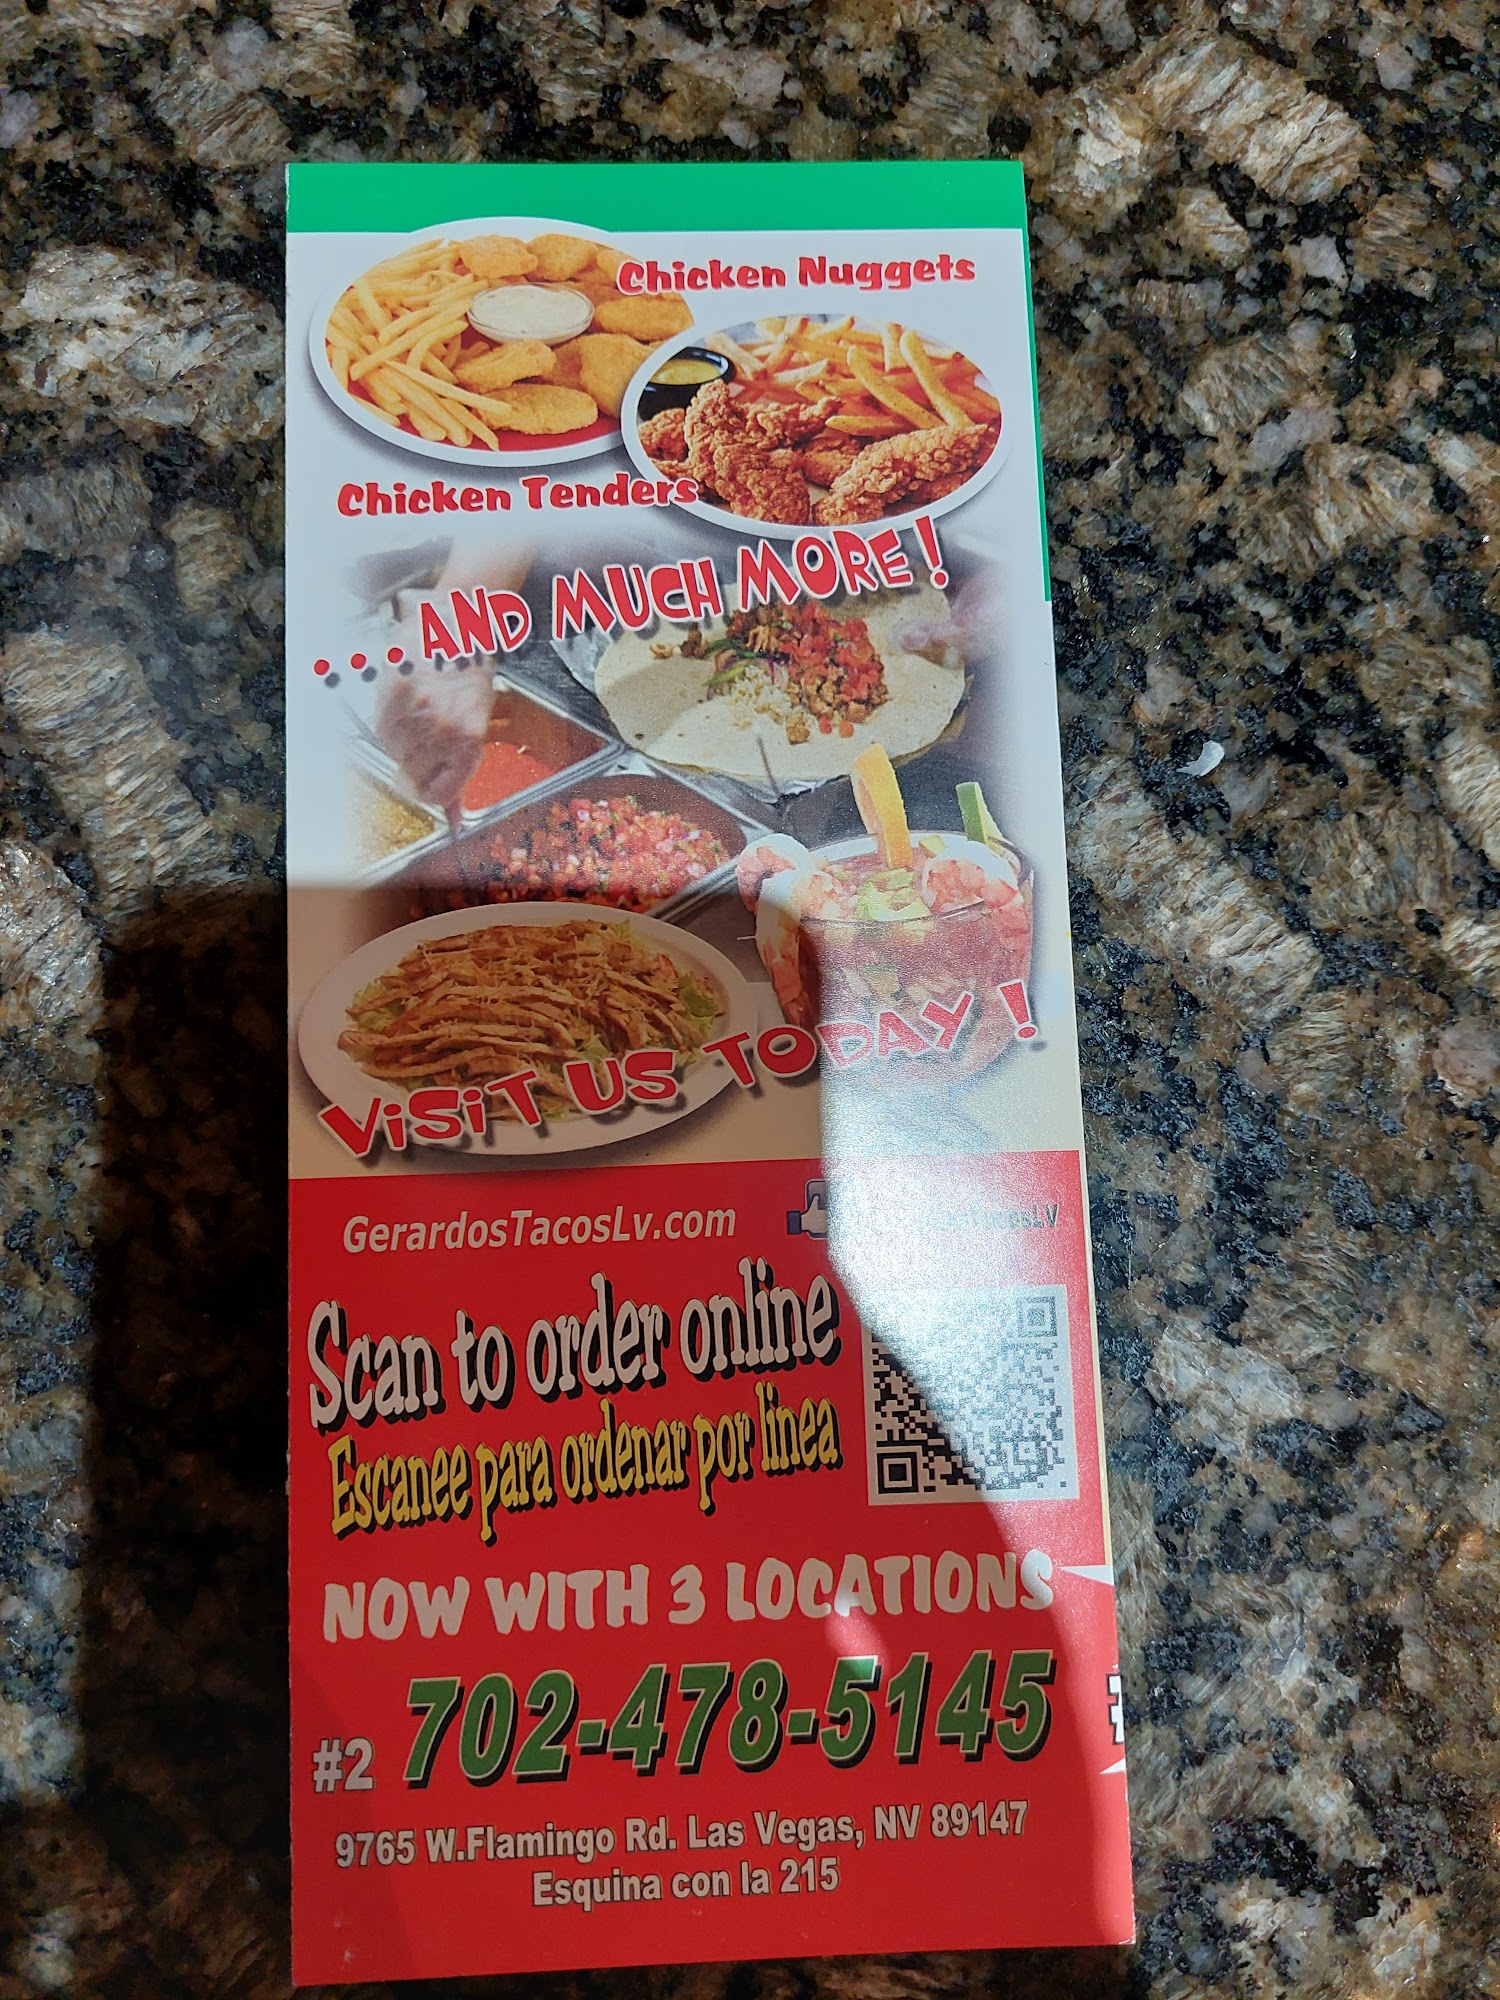 Chicken Nuggets
Chicken Tenders
...AND MUCH MORE!
VISIT US TODAY!
GerardosTacosLv.com
Scan to order online
Escanee para ordenar por linea
NOW WITH 3 LOCATIONS
#2 702-478-5145
9765 W.Flamingo Rd. Las Vegas, NV 89147
Esquina con la 215